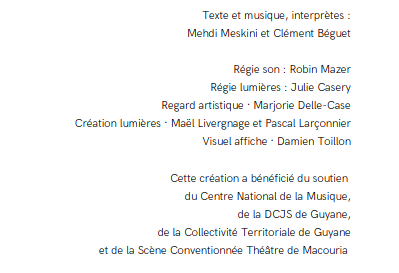 Texte et musique, interprètes :
Mehdi Meskini et Clément Béguet
Régie son : Robin Mazer
Régie lumières : Julie Casery
Regard artistique · Marjorie Delle-Case
Création lumières · Maël Livergnage et Pascal Larçonnier
Visuel affiche · Damien Toillon
Cette création a bénéficié du soutien
du Centre National de la Musique,
de la DCJS de Guyane,
de la Collectivité Territoriale de Guyane
et de la Scène Conventionnée Théâtre de Macouria